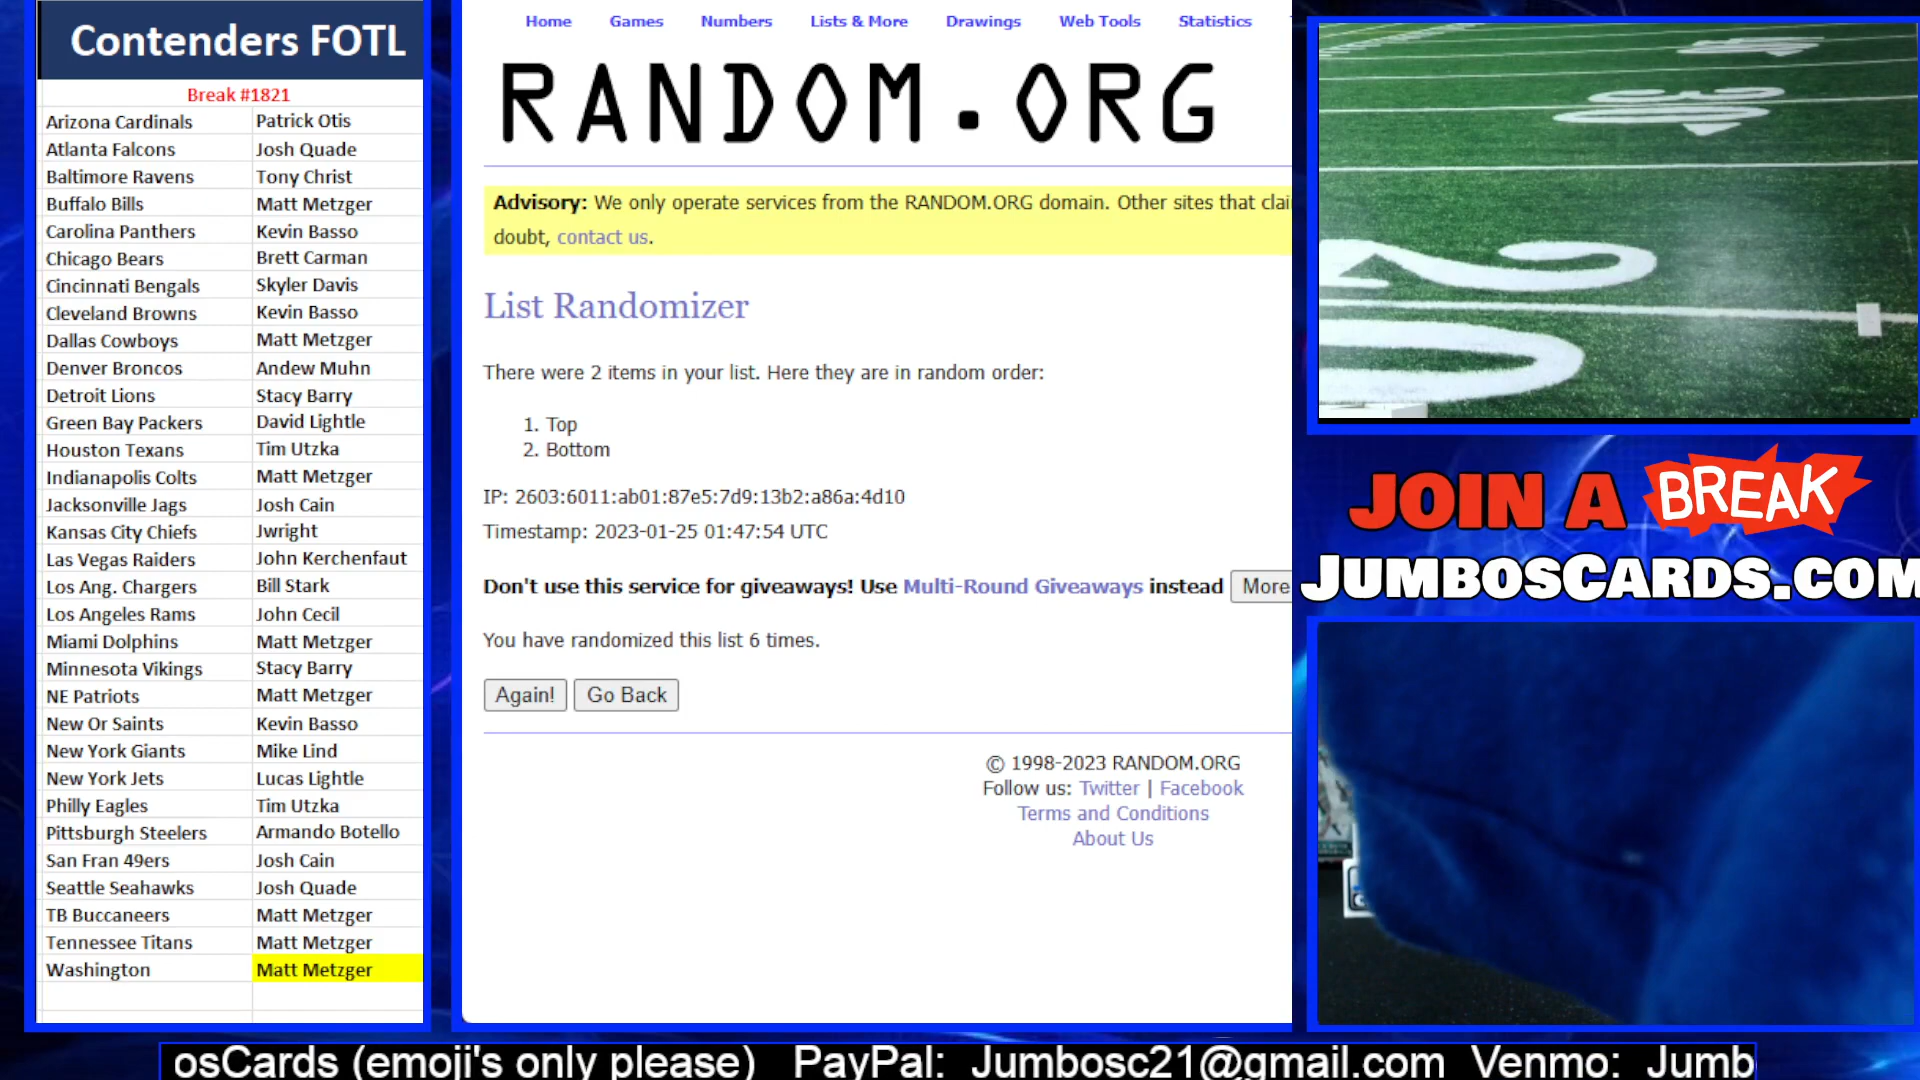 Contenders FOTL
Break #1821
Arizona Cardinals Patrick Otis
Atlanta Falcons Josh Quade
Baltimore Ravens Tony Christ
Buffalo Bills Matt Metzger
Carolina Panthers Kevin Basso
Chicago Bears Brett Carman
Cincinnati Bengals Skyler Davis
Cleveland Browns Kevin Basso
Dallas Cowboys Matt Metzger
Denver Broncos Andew Muhn
Detroit Lions Stacy Barry
Green Bay Packers David Lightle
Houston Texans Tim Utzka
Indianapolis Colts Matt Metzger
Jacksonville Jags Josh Cain
Kansas City Chiefs Jwright
Las Vegas Raiders John Kerchenfaut
Los Ang. Chargers Bill Stark
Los Angeles Rams John Cecil
Miami Dolphins Matt Metzger
Minnesota Vikings Stacy Barry
NE Patriots Matt Metzger
New Or Saints Kevin Basso
New York Giants Mike Lind
New York Jets Lucas Lightle
Philly Eagles Tim Utzka
Pittsburgh Steelers Armando Botello
San Fran 49ers Josh Cain
Seattle Seahawks Josh Quade
TB Buccaneers Matt Metzger
Tennessee Titans Matt Metzger
Washington Matt Metzger
Home Games Numbers Lists & More Drawings Web Tools Statistics
RANDOM.ORG
Advisory: We only operate services from the RANDOM.ORG domain. Other sites that clai
doubt, contact us.
List Randomizer
There were 2 items in your list. Here they are in random order:
1. Top
2. Bottom
IP: 2603:6011:ab01:87e5:7d9:13b2:a86a:4d10
Timestamp: 2023-01-25 01:47:54 UTC
Don't use this service for giveaways! Use Multi-Round Giveaways instead More
You have randomized this list 6 times.
Again! Go Back
© 1998-2023 RANDOM.ORG
Follow us: Twitter | Facebook
Terms and Conditions
About Us
JOIN A BREAK
JUMBOSCARDS.COM
osCards (emoji's only please) PayPal: Jumbosc21@gmail.com Venmo: Jumb